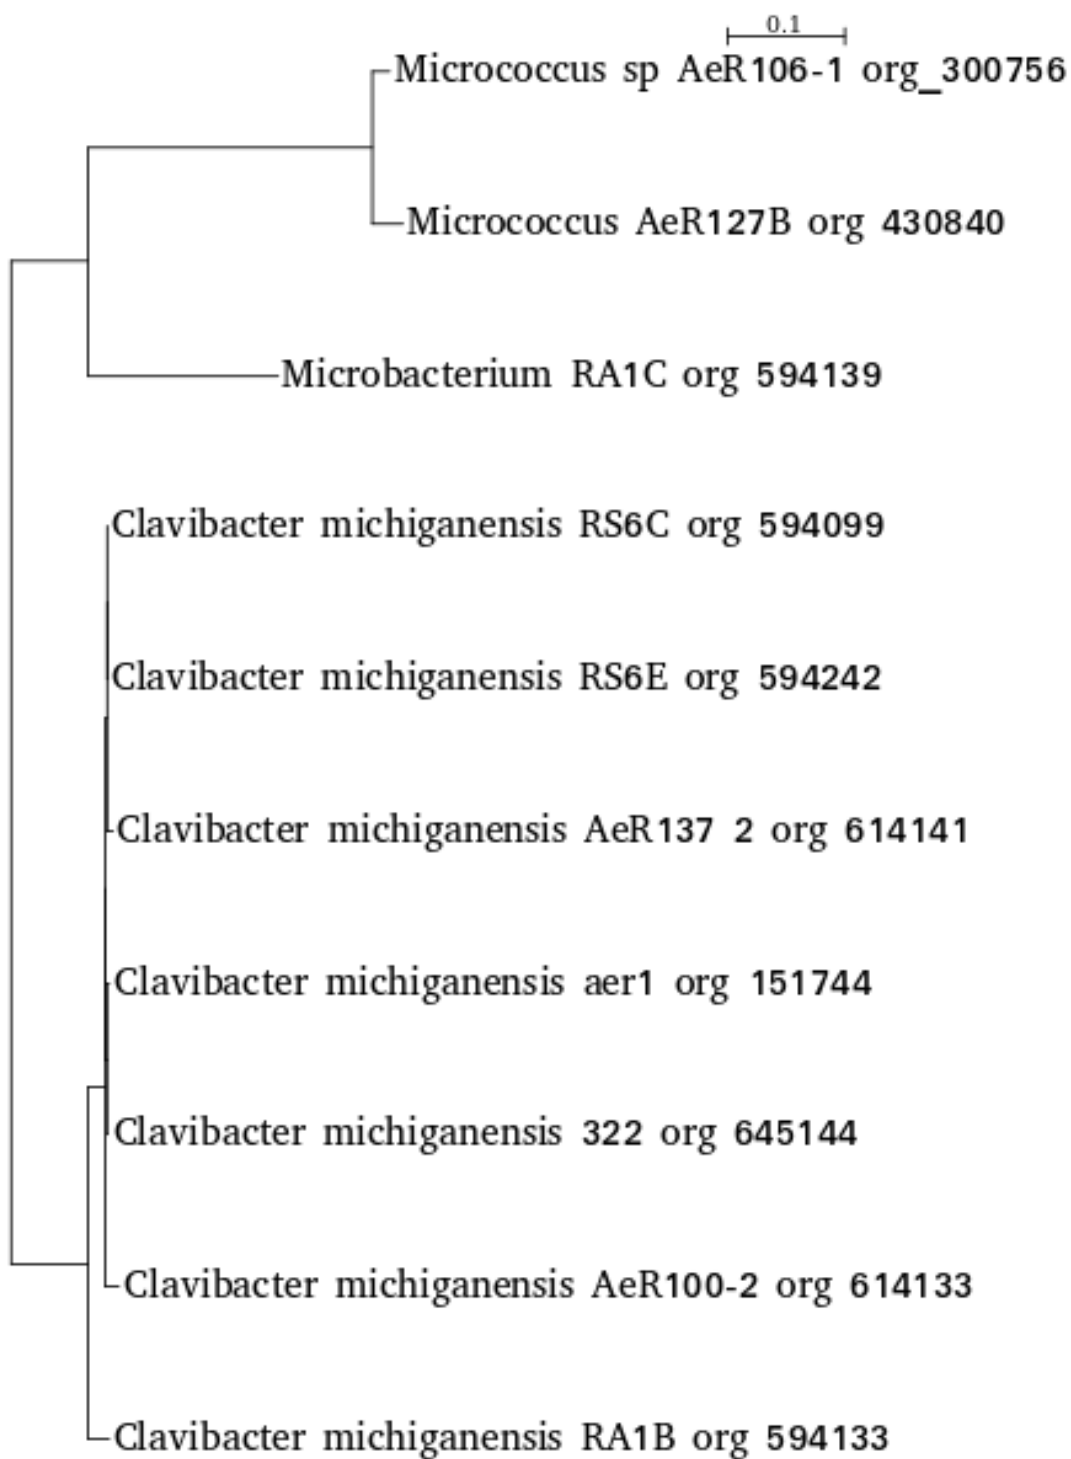 0.1
Micrococcus sp AeR106-1 org_300756
Micrococcus AeR127B org 430840
Microbacterium RA1C org 594139
Clavibacter michiganensis RS6C org 594099
Clavibacter michiganensis RS6E org 594242
Clavibacter michiganensis AeR137 2 org 614141
Clavibacter michiganensis aer1 org 151744
Clavibacter michiganensis 322 org 645144
Clavibacter michiganensis AeR100-2 org 614133
Clavibacter michiganensis RA1B org 594133